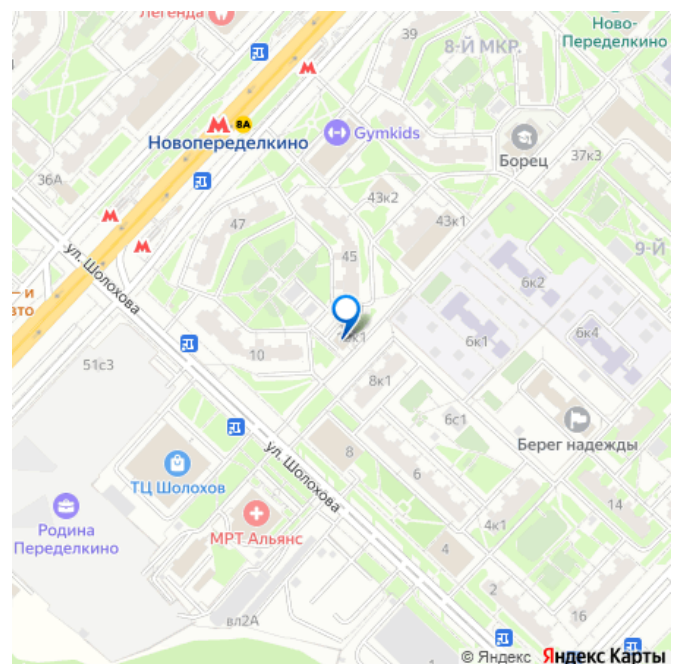 Легенда
39
8-Й МКР.
Ново-
Переделкино
8А
Новопеределкино
Gymkids
Борец
37к3
36А
43к2
47
43к1
45
9-Й
ул. Шолохова
6к2
– и
вто
6к1
6к4
51с3
10
8к1
6с1
Берег надежды
ул. Шолохова
8
ТЦ Шолохов
6
14
Родина
Переделкино
МРТ Альянс
4к1
4
2
16
вл2А
© Яндекс Яндекс Карты